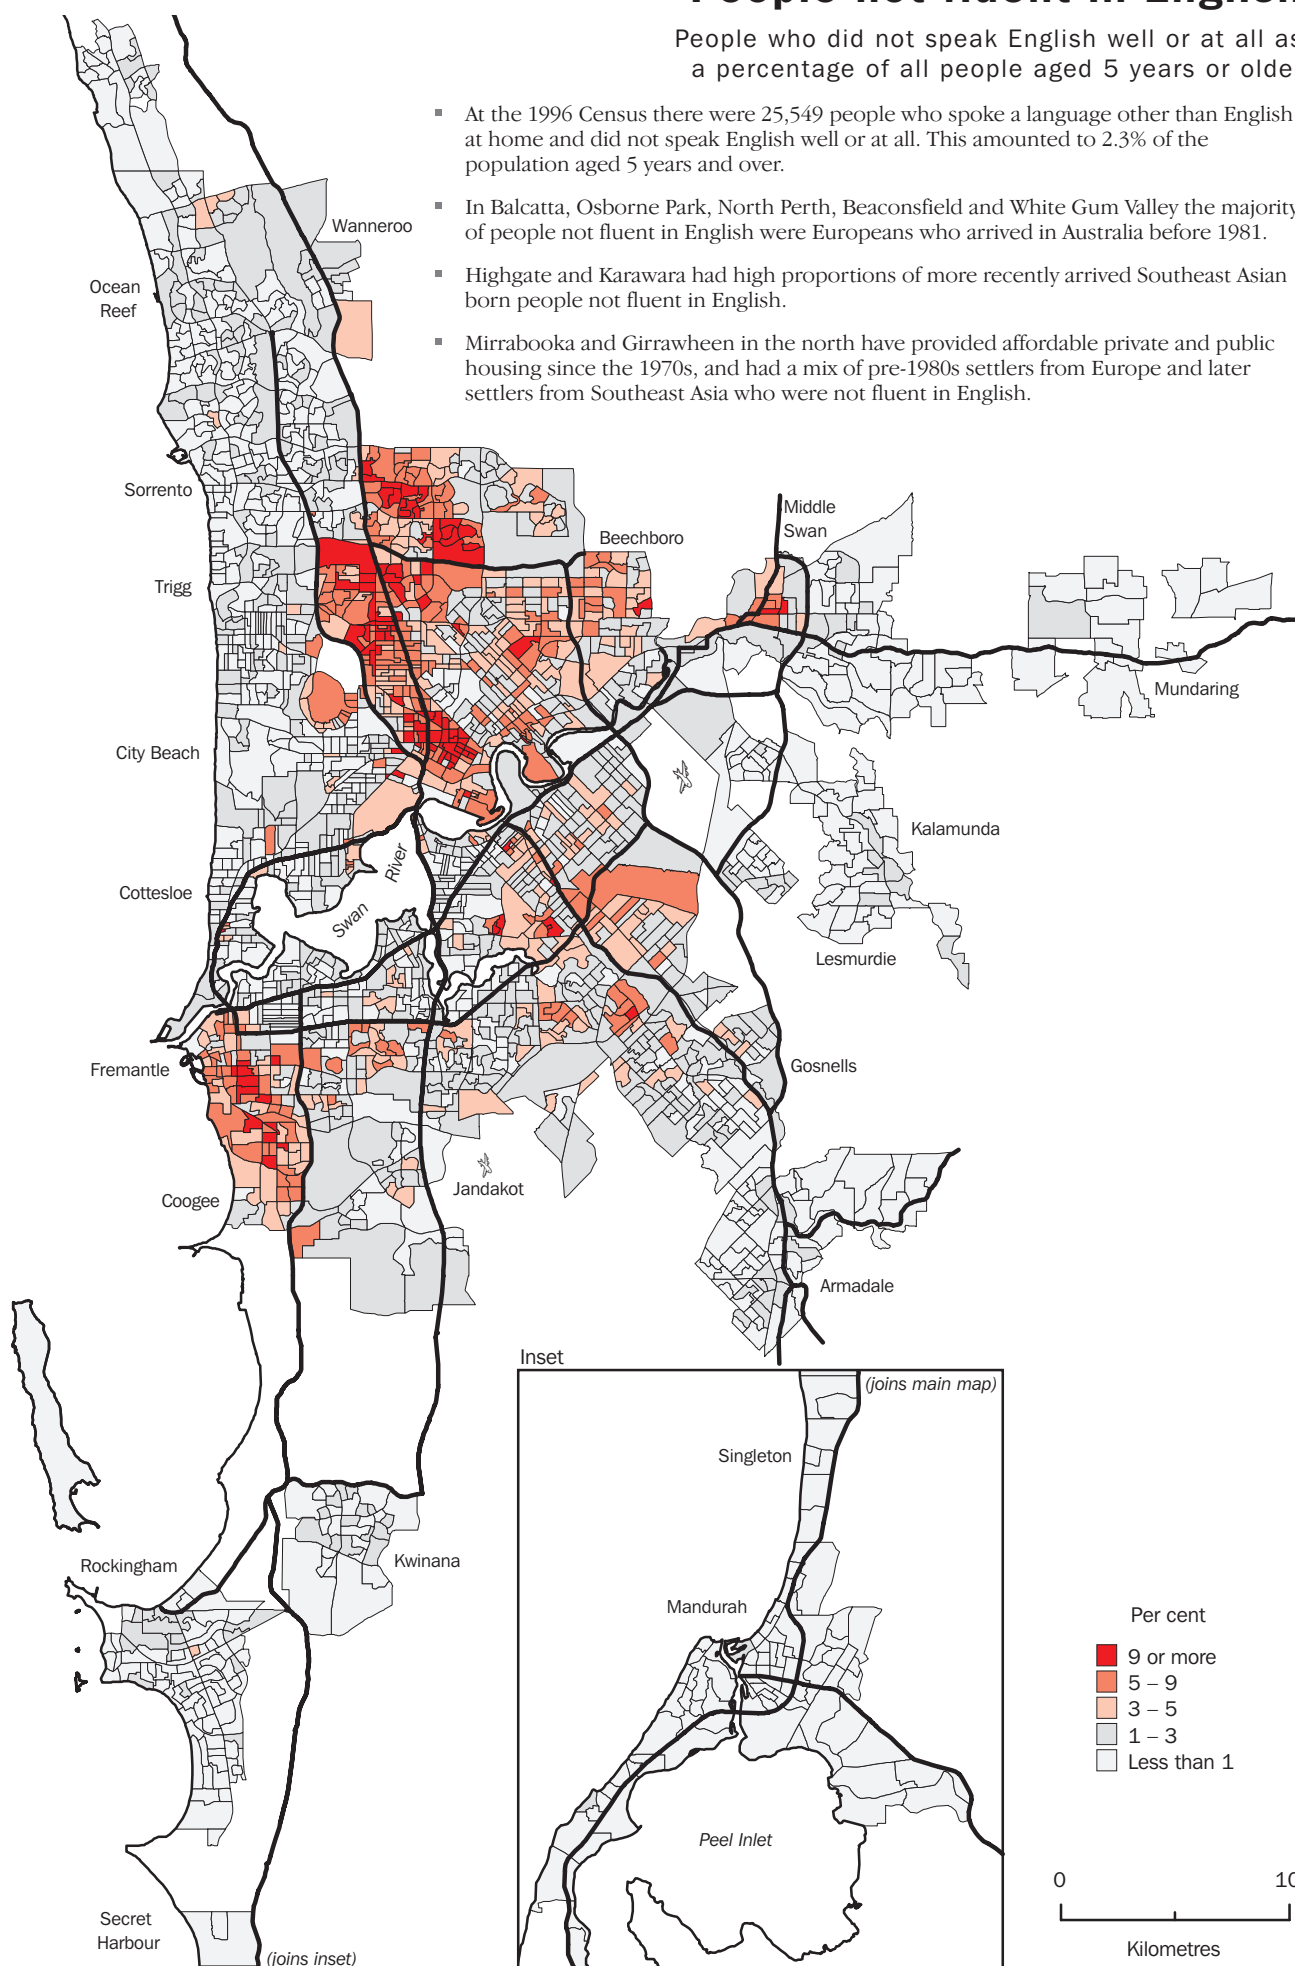 People who did not speak English well or at all as
a percentage of all people aged 5 years or olde
▪ At the 1996 Census there were 25,549 people who spoke a language other than English
at home and did not speak English well or at all. This amounted to 2.3% of the
population aged 5 years and over.
▪ In Balcatta, Osborne Park, North Perth, Beaconsfield and White Gum Valley the majority
of people not fluent in English were Europeans who arrived in Australia before 1981.
▪ Highgate and Karawara had high proportions of more recently arrived Southeast Asian
born people not fluent in English.
▪ Mirrabooka and Girrawheen in the north have provided affordable private and public
housing since the 1970s, and had a mix of pre-1980s settlers from Europe and later
settlers from Southeast Asia who were not fluent in English.
Wanneroo
Ocean
Reef
Sorrento
Middle
Swan
Beechboro
Trigg
Mundaring
City Beach
Kalamunda
River
Cottesloe
Swan
Lesmurdie
Fremantle
Gosnells
Jandakot
Coogee
Armadale
Inset
(joins main map)
Singleton
Rockingham
Kwinana
Mandurah
Per cent
9 or more
5 – 9
3 – 5
1 – 3
Less than 1
Peel Inlet
0 10
Secret
Harbour
Kilometres
(joins inset)